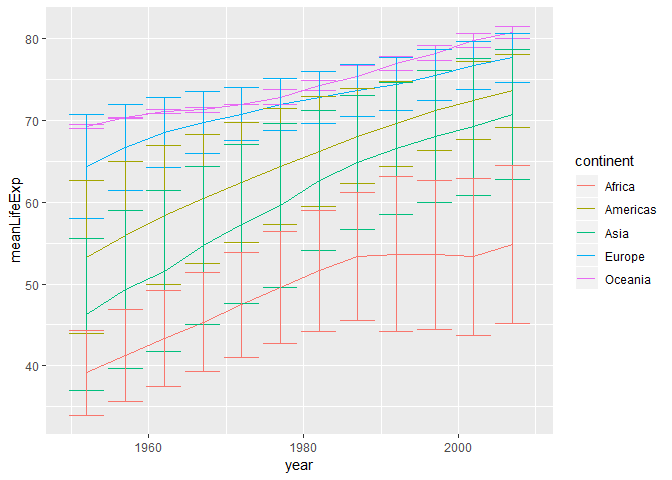 80
70
60
50
40
meanLifeExp
1960
1980
2000
year
continent
Africa
Americas
Asia
Europe
Oceania